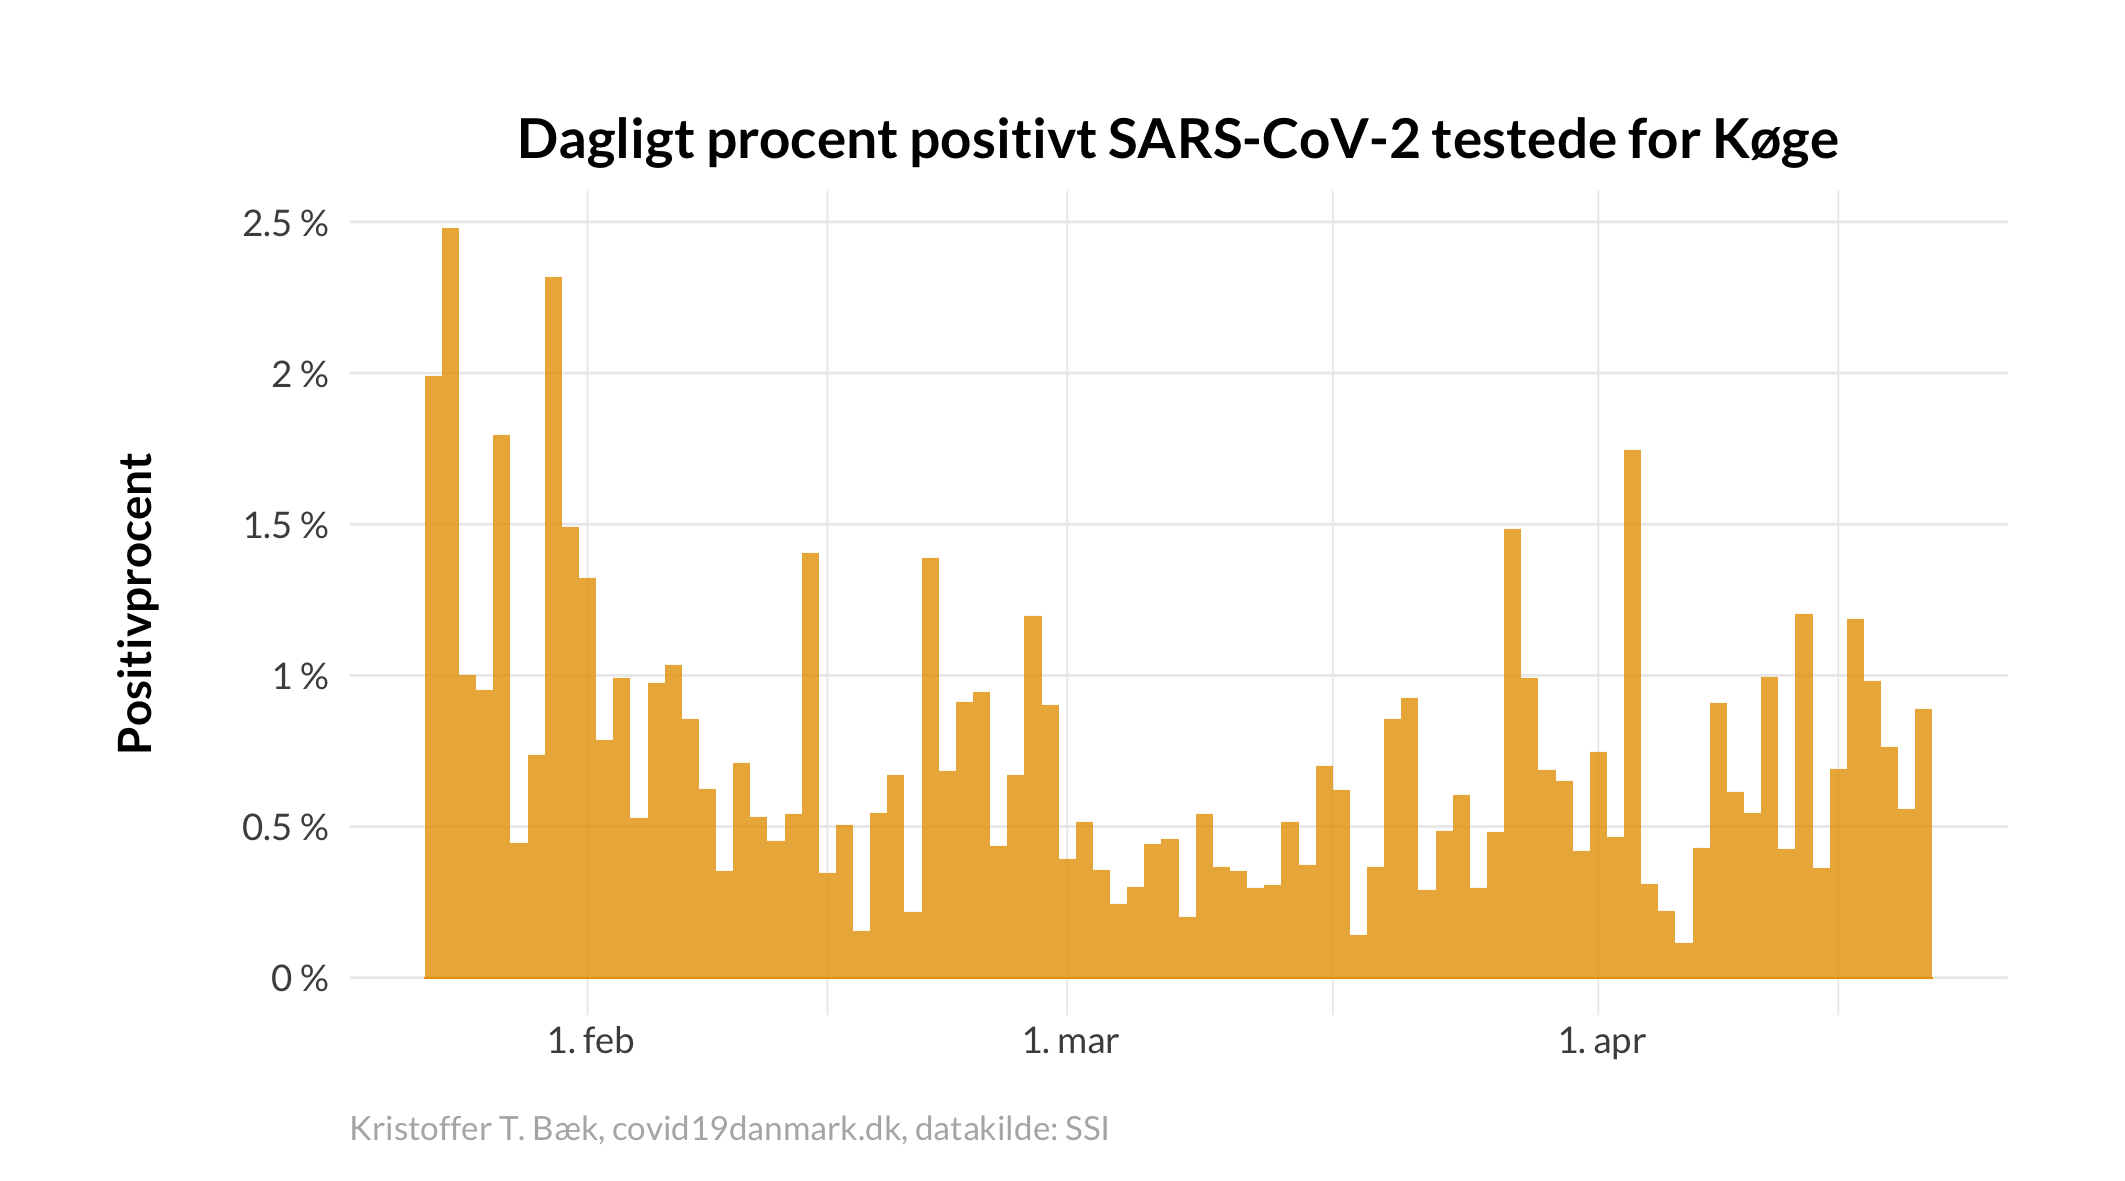 Dagligt procent positivt SARS-CoV-2 testede for Køge
Positivprocent
2.5 %
2 %
1.5 %
1 %
0.5 %
0 %
1. feb
1. mar
1. apr
Kristoffer T. Bæk, covid19danmark.dk, datakilde: SSI